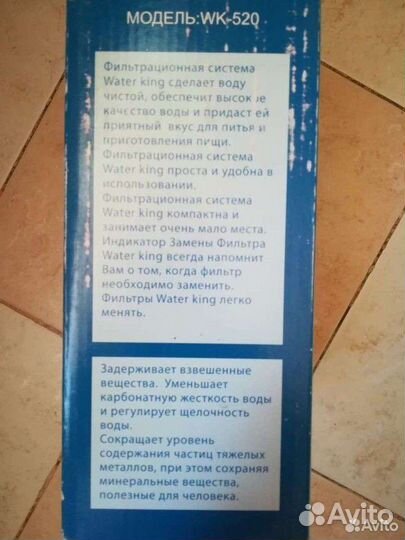 МОДЕЛЬ:WK-520
Фильтрационная система
Water king сделает воду
чистой, обеспечит высокое
качество воды и придаст ей
приятный вкус для питья и
приготовления пищи.
Фильтрационная система
Water king проста и удобна в
использовании.
Фильтрационная система
Water king компактна и
занимает очень мало места.
Индикатор Замены Фильтра
Water king всегда напомнит
Вам о том, когда фильтр
необходимо заменить.
Фильтры Water king легко
менять.
Задерживает взвешенные
вещества. Уменьшает
карбонатную жесткость воды
и регулирует щелочность
воды.
Сокращает уровень
содержания частиц тяжелых
металлов, при этом сохраняя
минеральные вещества,
полезные для человека.
Avito